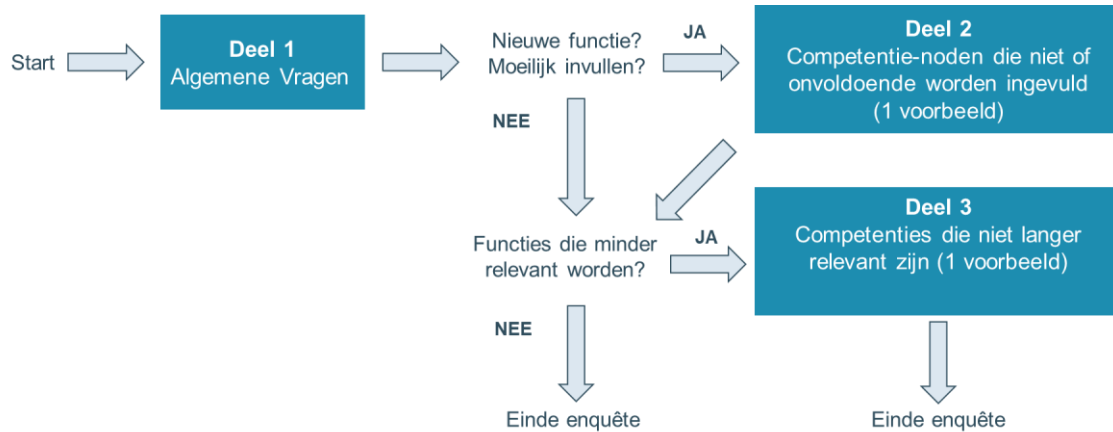 Start
Deel 1
Algemene Vragen
Nieuwe functie?
Moeilijk invullen?
JA
Deel 2
Competentie-noden die niet of
onvoldoende worden ingevuld
(1 voorbeeld)
NEE
Functies die minder
relevant worden?
JA
Deel 3
Competenties die niet langer
relevant zijn (1 voorbeeld)
NEE
Einde enquête
Einde enquête